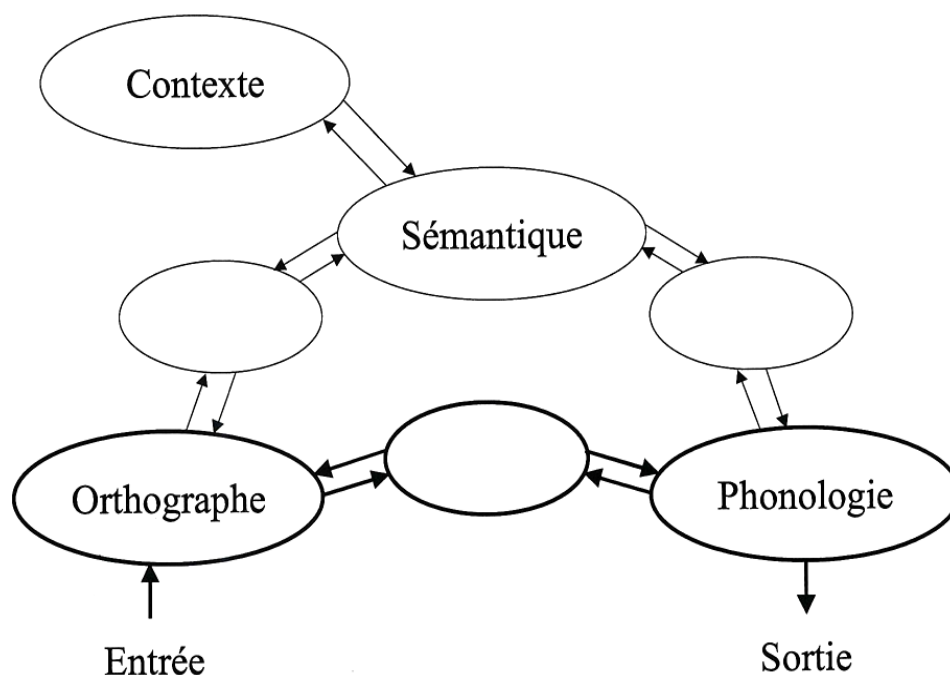 Contexte
Sémantique
Orthographe
Phonologie
Entrée
Sortie